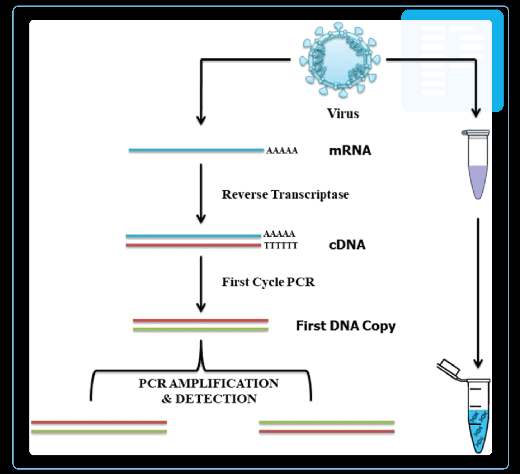 Virus
AAAAA mRNA
Reverse Transcriptase
AAAAA
TTTTTT cDNA
First Cycle PCR
First DNA Copy
PCR AMPLIFICATION
& DETECTION